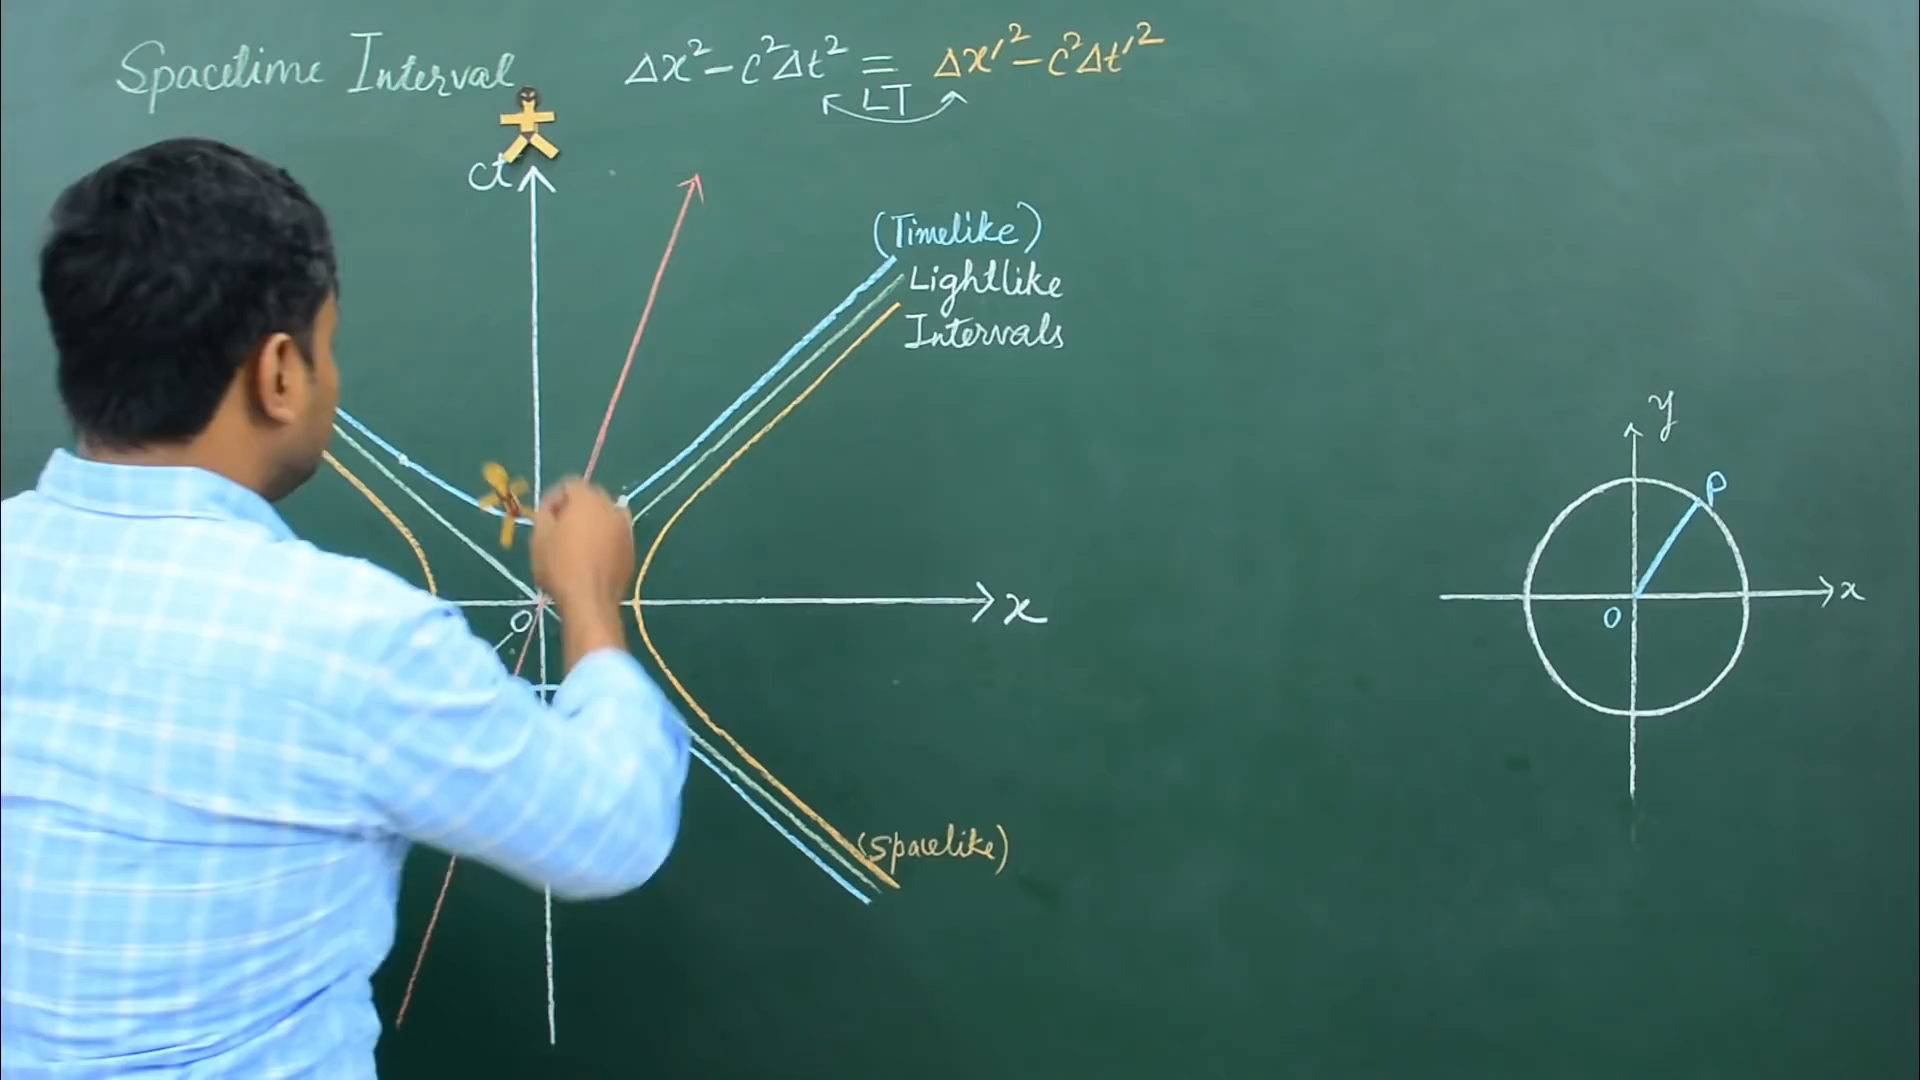 Spacetime Interval
Δx² - c²Δt² = Δx'² - c²Δt'²
LT
ct
(Timelike)
Lightlike
Intervals
y
P
x
O
O
x
(Spacelike)